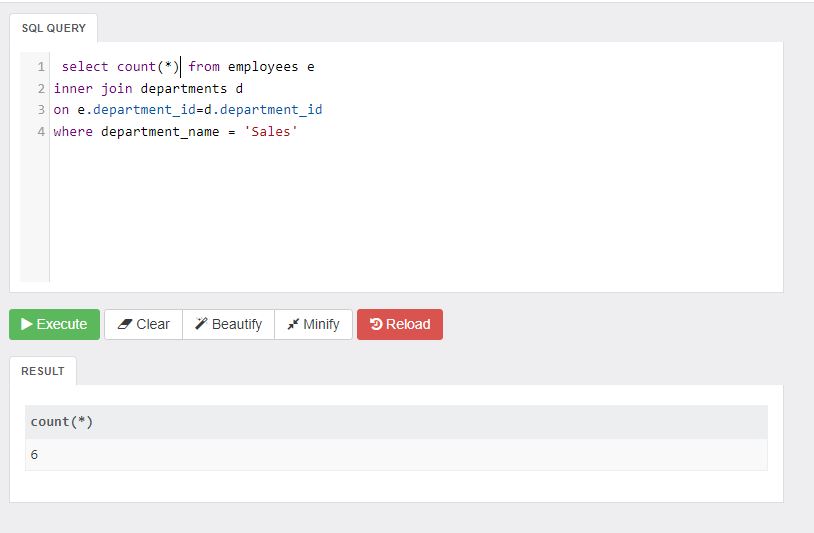 SQL QUERY
1 select count(*) from employees e
2 inner join departments d
3 on e.department_id=d.department_id
4 where department_name = 'Sales'
Execute Clear Beautify Minify Reload
RESULT
count(*)
6